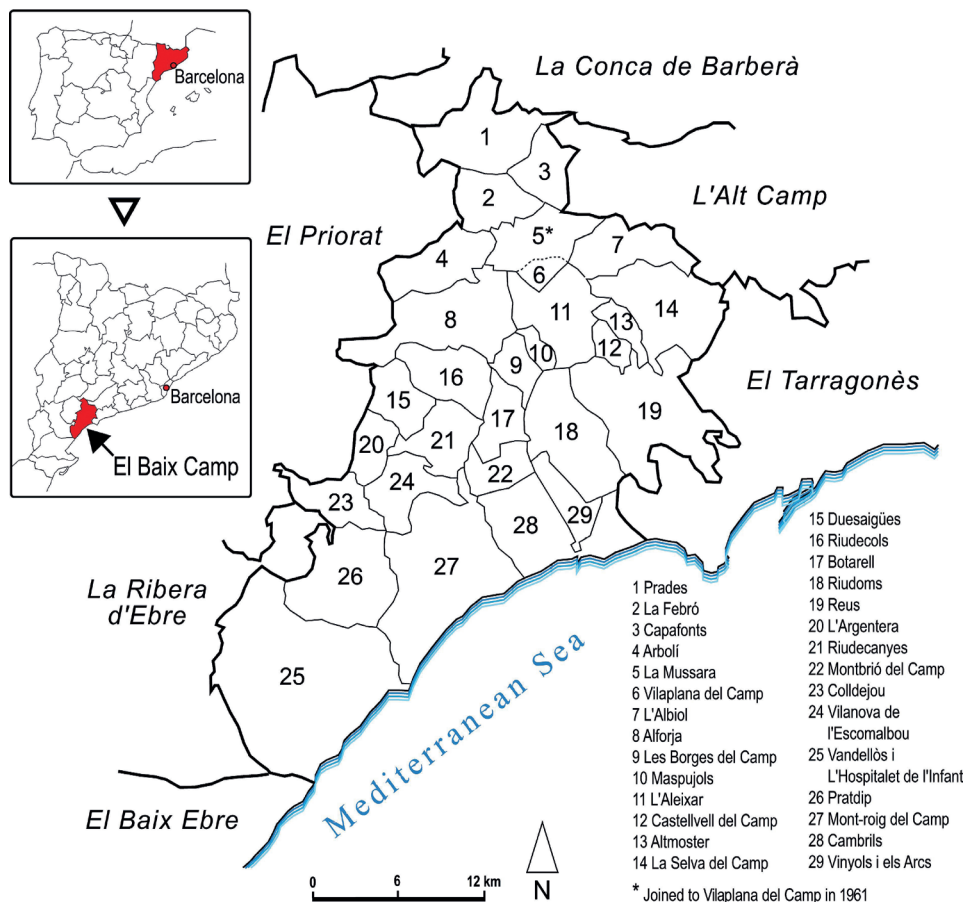 Barcelona
Barcelona
El Baix Camp
La Conca de Barberà
L'Alt Camp
El Priorat
El Tarragonès
La Ribera
d'Ebre
El Baix Ebre
Mediterranean Sea
1
3
2
5*
7
4
6
14
8
11
13
12
10
9
16
15
19
17
18
21
20
22
24
23
29
28
26
27
25
1 Prades
2 La Febró
3 Capafonts
4 Arbolí
5 La Mussara
6 Vilaplana del Camp
7 L'Albiol
8 Alforja
9 Les Borges del Camp
10 Maspujols
11 L'Aleixar
12 Castellvell del Camp
13 Altmoster
14 La Selva del Camp
15 Duesaigües
16 Riudecols
17 Botarell
18 Riudoms
19 Reus
20 L'Argentera
21 Riudecanyes
22 Montbrió del Camp
23 Colldejou
24 Vilanova de
l'Escomalbou
25 Vandellòs i
L'Hospitalet de l'Infant
26 Pratdip
27 Mont-roig del Camp
28 Cambrils
29 Vinyols i els Arcs
* Joined to Vilaplana del Camp in 1961
0 6 12 km
N